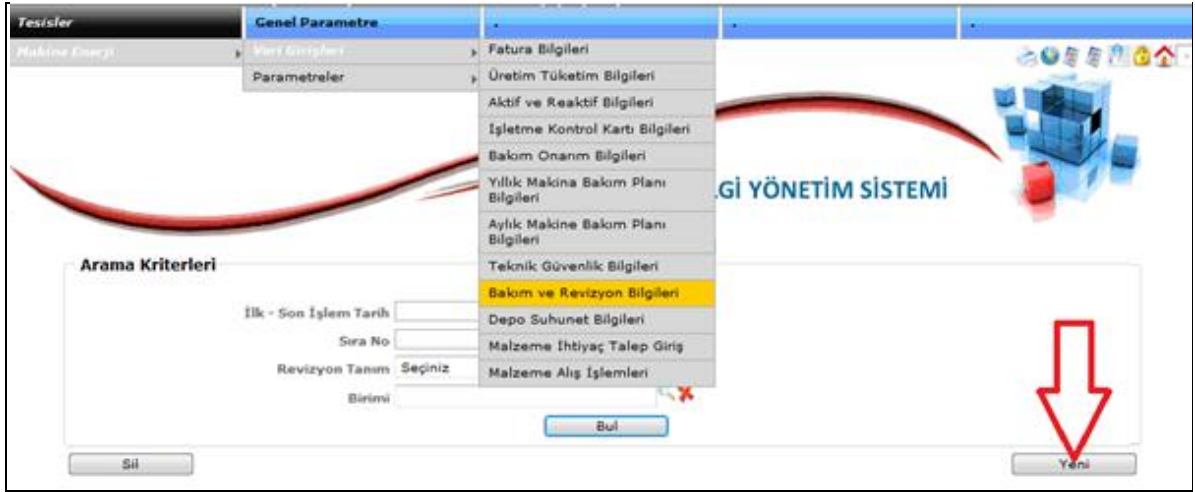 Tesisler
Genel Parametre
.
.
.
Makine Enerji
Veri Girişleri
Parametreler
Fatura Bilgileri
Üretim Tüketim Bilgileri
Aktif ve Reaktif Bilgileri
İşletme Kontrol Kartı Bilgileri
Bakım Onarım Bilgileri
Yıllık Makina Bakım Planı
Bilgileri
Aylık Makine Bakım Planı
Bilgileri
Teknik Güvenlik Bilgileri
Bakım ve Revizyon Bilgileri
Depo Suhunet Bilgileri
Malzeme İhtiyaç Talep Giriş
Malzeme Alış İşlemleri
Gİ YÖNETİM SİSTEMİ
Arama Kriterleri
İlk - Son İşlem Tarih
Sıra No
Revizyon Tanım Seçiniz
Birimi
Bul
Sil
Yeni